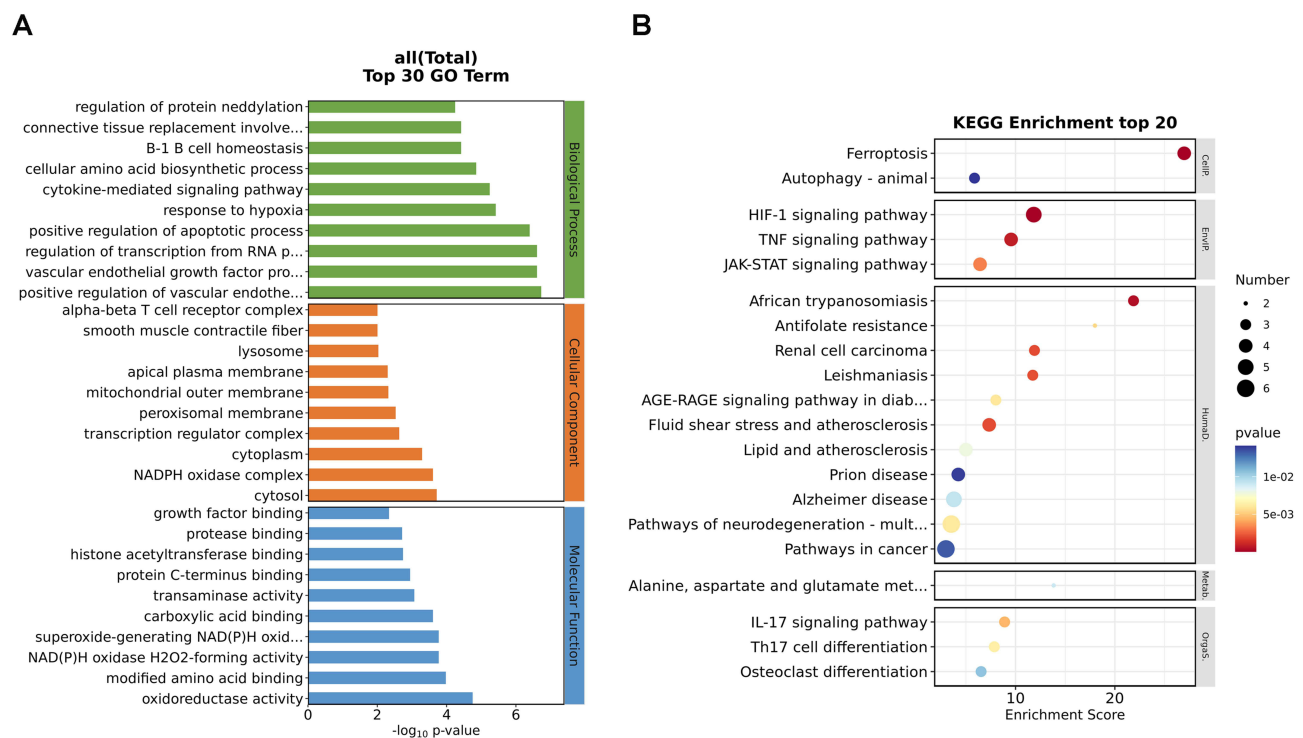 A
all(Total)
Top 30 GO Term
regulation of protein neddylation
connective tissue replacement involve...
B-1 B cell homeostasis
cellular amino acid biosynthetic process
cytokine-mediated signaling pathway
response to hypoxia
positive regulation of apoptotic process
regulation of transcription from RNA p...
vascular endothelial growth factor pro...
positive regulation of vascular endothe...
Biological Process
alpha-beta T cell receptor complex
smooth muscle contractile fiber
lysosome
apical plasma membrane
mitochondrial outer membrane
peroxisomal membrane
transcription regulator complex
cytoplasm
NADPH oxidase complex
cytosol
Cellular Component
growth factor binding
protease binding
histone acetyltransferase binding
protein C-terminus binding
transaminase activity
carboxylic acid binding
superoxide-generating NAD(P)H oxid...
NAD(P)H oxidase H2O2-forming activity
modified amino acid binding
oxidoreductase activity
Molecular Function
0 2 4 6
-log10 p-value
B
KEGG Enrichment top 20
Ferroptosis
Autophagy - animal
CellP.
HIF-1 signaling pathway
TNF signaling pathway
JAK-STAT signaling pathway
EnvIP.
African trypanosomiasis
Antifolate resistance
Renal cell carcinoma
Leishmaniasis
AGE-RAGE signaling pathway in diab...
Fluid shear stress and atherosclerosis
Lipid and atherosclerosis
Prion disease
Alzheimer disease
Pathways of neurodegeneration - mult...
Pathways in cancer
HumaD.
Alanine, aspartate and glutamate met...
Metab.
IL-17 signaling pathway
Th17 cell differentiation
Osteoclast differentiation
OrgaS.
10 20
Enrichment Score
Number
2
3
4
5
6
pvalue
1e-02
5e-03